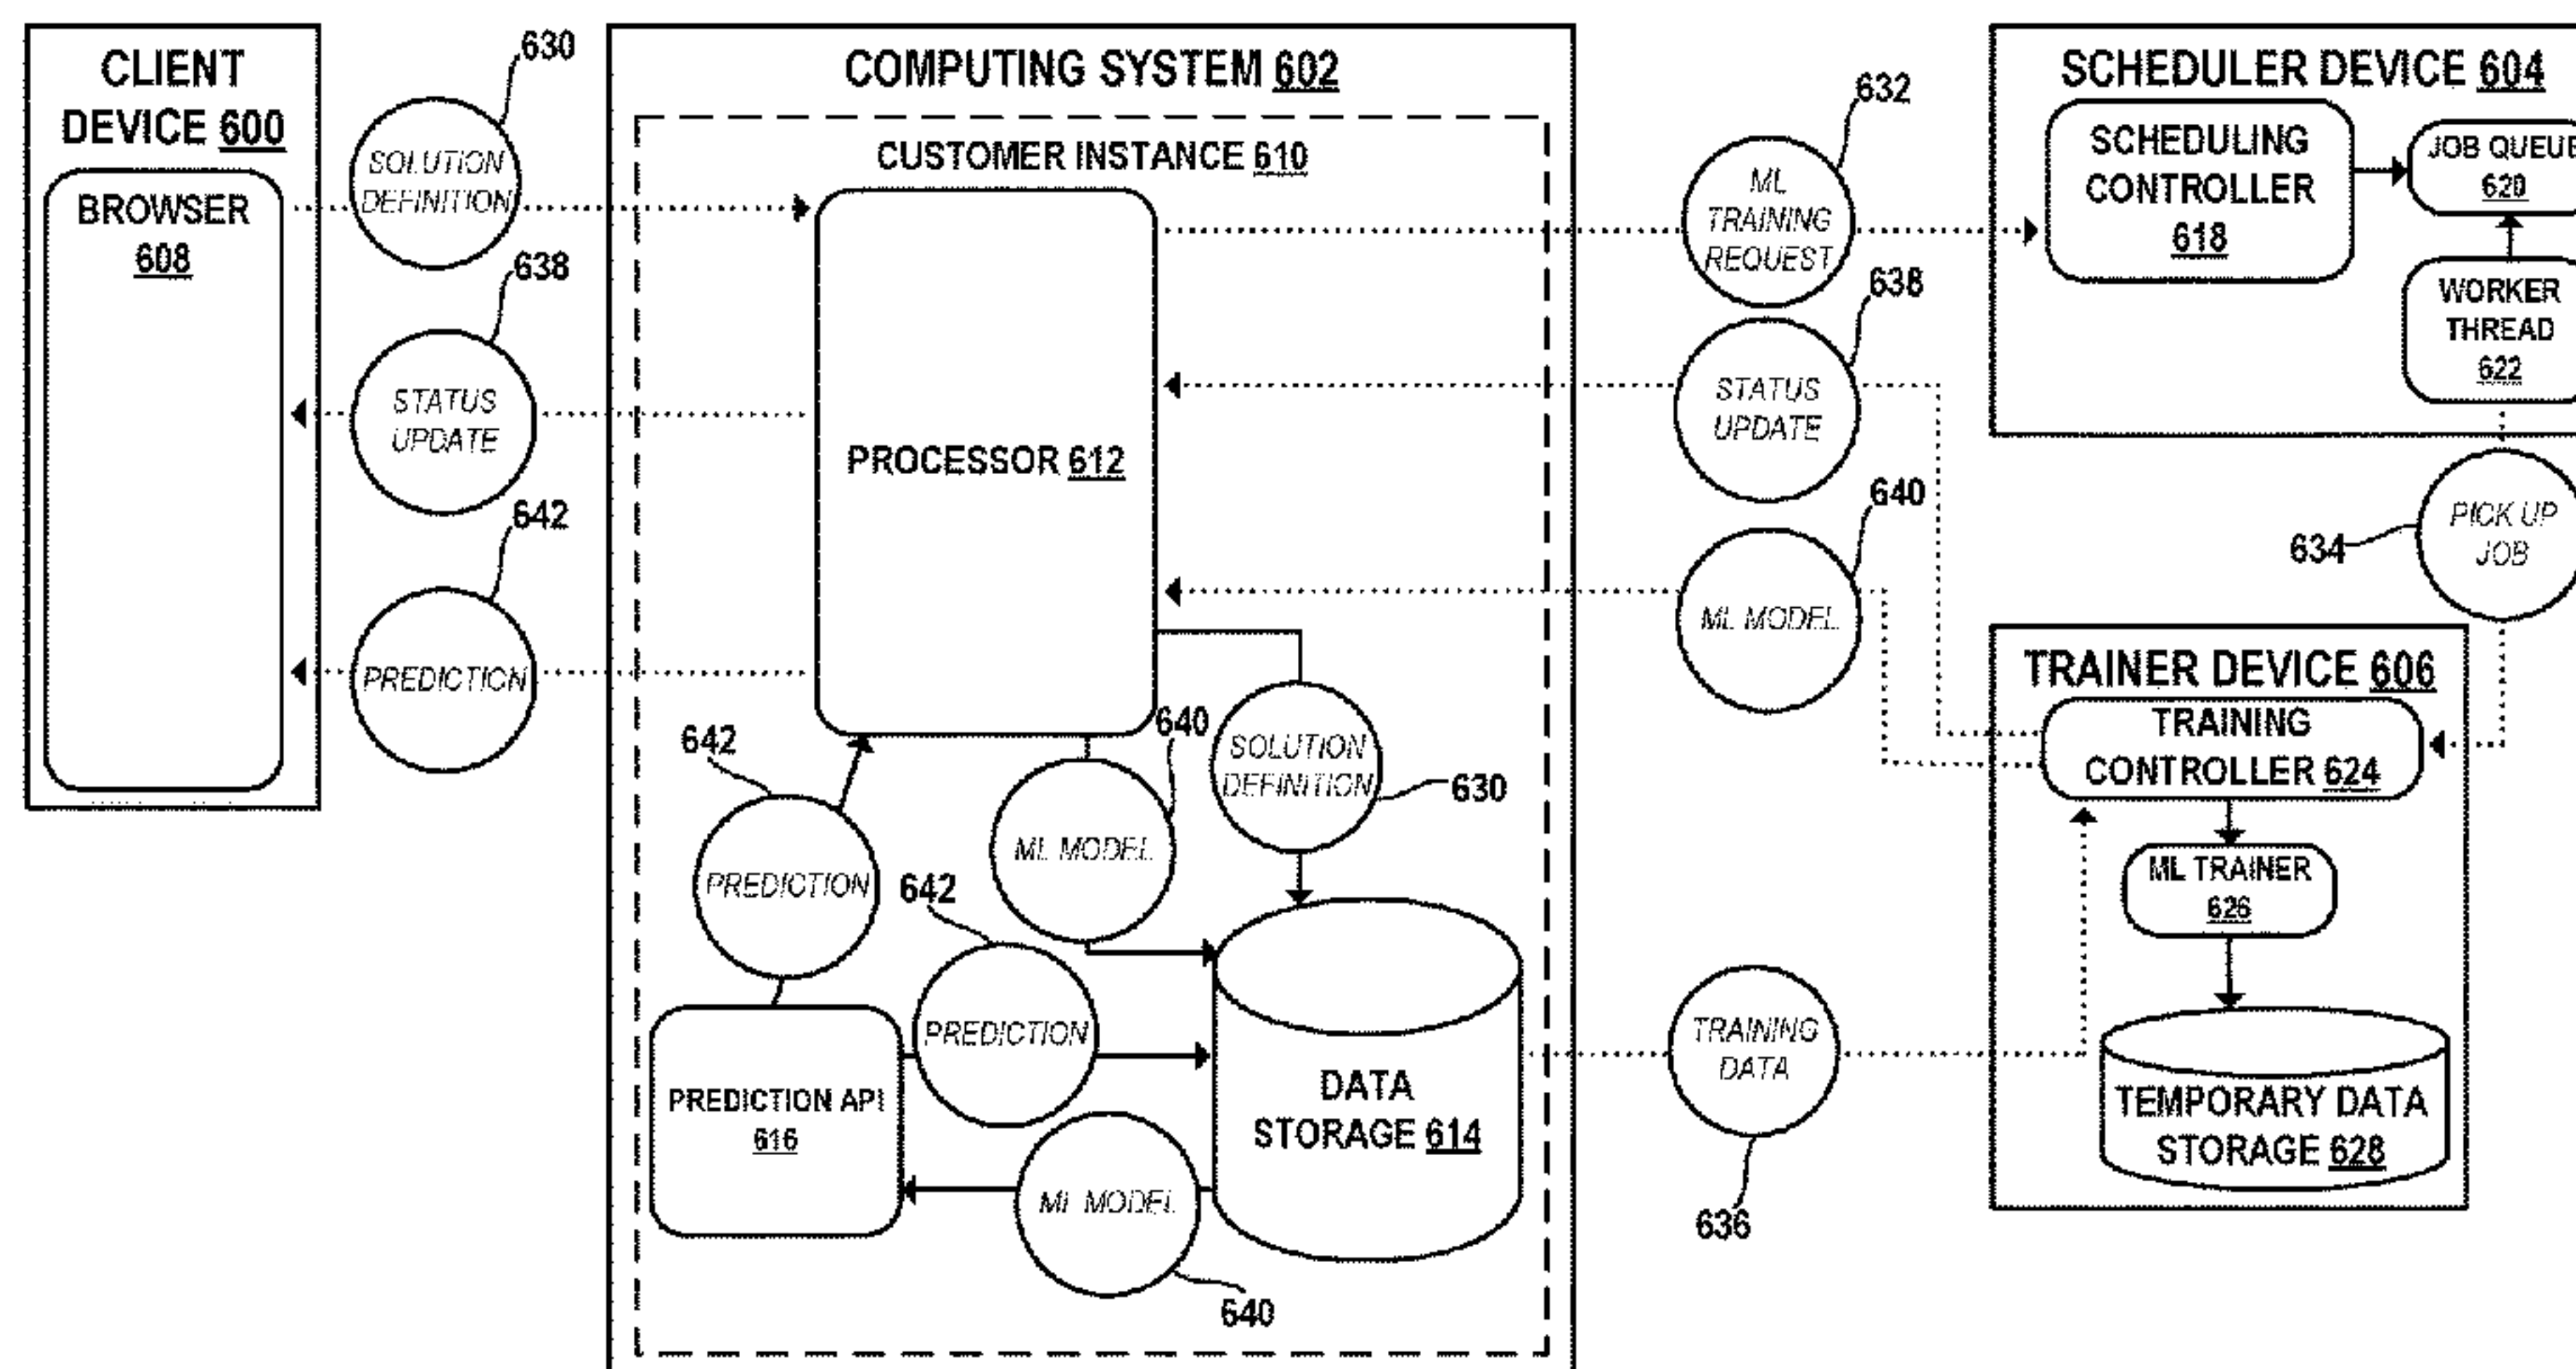 CLIENT
DEVICE 600
BROWSER
608
630
SOLUTION
DEFINITION
638
STATUS
UPDATE
642
PREDICTION
COMPUTING SYSTEM 602
CUSTOMER INSTANCE 610
PROCESSOR 612
642
PREDICTION
640
ML MODEL
SOLUTION
DEFINITION
630
642
PREDICTION
PREDICTION API
616
ML MODEL
640
DATA
STORAGE 614
632
ML
TRAINING
REQUEST
638
STATUS
UPDATE
640
ML MODEL
TRAINING
DATA
636
SCHEDULER DEVICE 604
SCHEDULING
CONTROLLER
618
JOB QUEUE
620
WORKER
THREAD
622
634
PICK UP
JOB
TRAINER DEVICE 606
TRAINING
CONTROLLER 624
ML TRAINER
626
TEMPORARY DATA
STORAGE 628